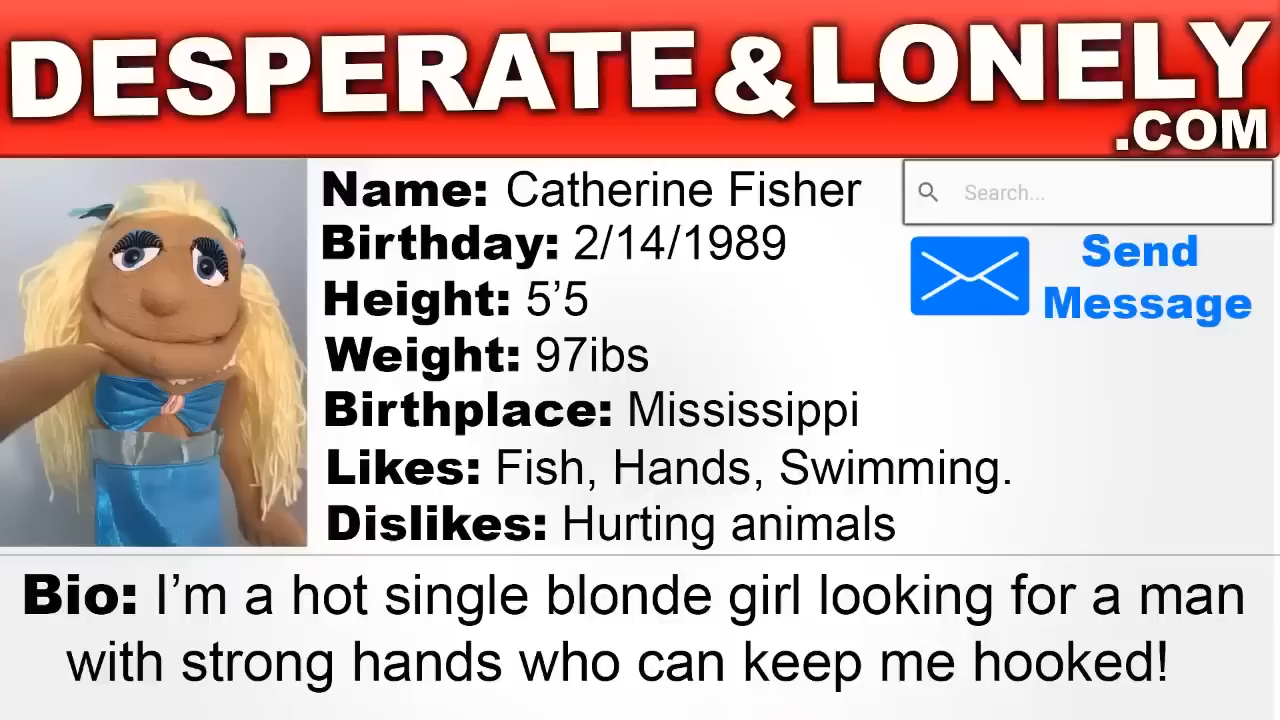 DESPERATE & LONELY
.COM
Name: Catherine Fisher
Search...
Birthday: 2/14/1989
Send
Message
Height: 5’5
Weight: 97ibs
Birthplace: Mississippi
Likes: Fish, Hands, Swimming.
Dislikes: Hurting animals
Bio: I’m a hot single blonde girl looking for a man
with strong hands who can keep me hooked!